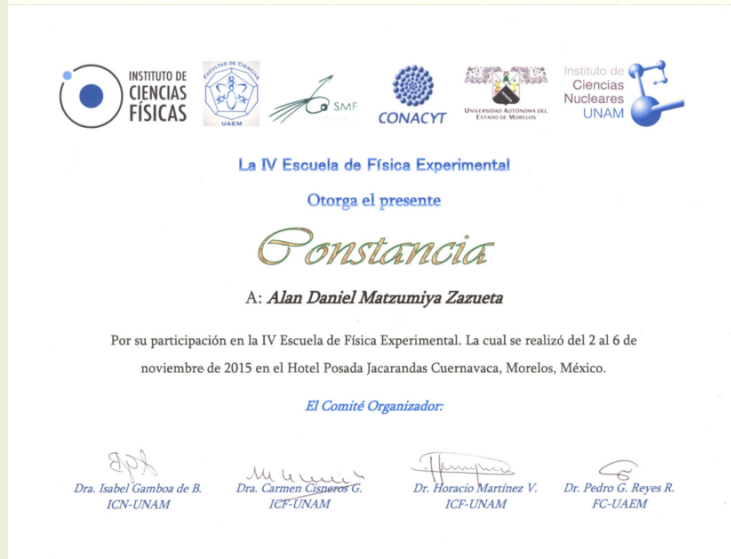 INSTITUTO DE
CIENCIAS
FÍSICAS
FACULTAD DE CIENCIAS
UAEM
SMF
CONACYT
UNIVERSIDAD AUTÓNOMA DEL
ESTADO DE MORELOS
Instituto de
Ciencias
Nucleares
UNAM
La IV Escuela de Física Experimental
Otorga el presente
Constancia
A: Alan Daniel Matzumiya Zazueta
Por su participación en la IV Escuela de Física Experimental. La cual se realizó del 2 al 6 de
noviembre de 2015 en el Hotel Posada Jacarandas Cuernavaca, Morelos, México.
El Comité Organizador:
Dra. Isabel Gamboa de B.
ICN-UNAM
Dra. Carmen Cisneros G.
ICF-UNAM
Dr. Horacio Martínez V.
ICF-UNAM
Dr. Pedro G. Reyes R.
FC-UAEM